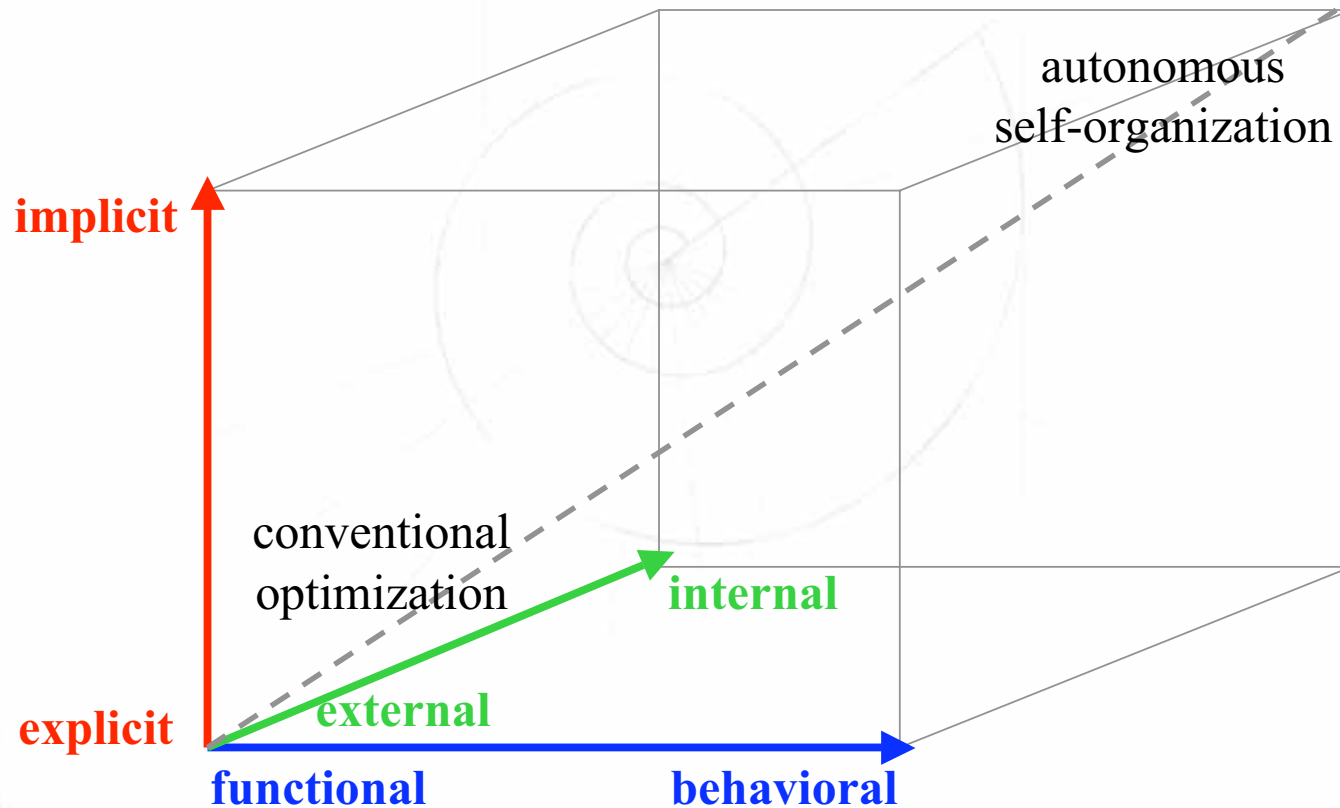 autonomous
self-organization
implicit
conventional
optimization
internal
external
explicit
functional
behavioral